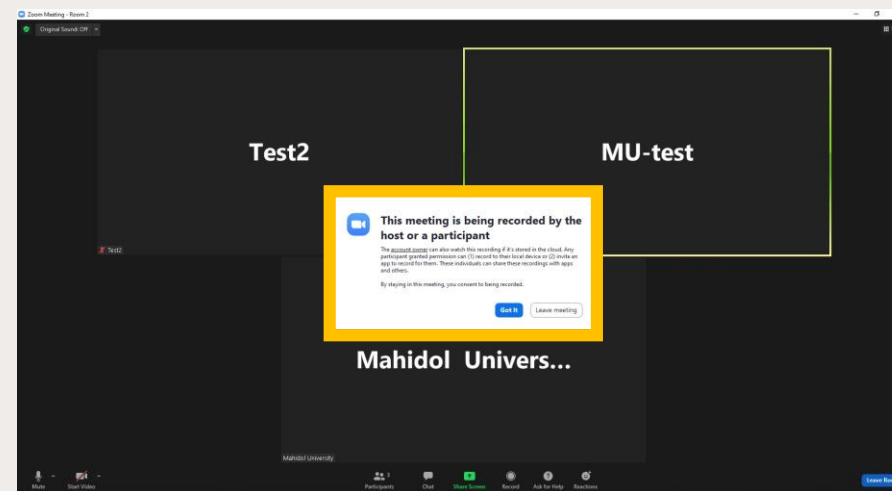 Zoom Meeting - Room 2
Original Sound: Off
Test2
MU-test
This meeting is being recorded by the
host or a participant
The account owner can also watch this recording if it's stored in the cloud. Any
participant granted permission can (1) record to their local device or (2) invite an
app to record for them. These individuals can share these recordings with apps
and others.
By staying in this meeting, you consent to being recorded.
Got It
Leave meeting
Test2
Mahidol Univers...
Mahidol University
Mute
Start Video
3
Participants
Chat
Share Screen
Record
Ask for Help
Reactions
Leave